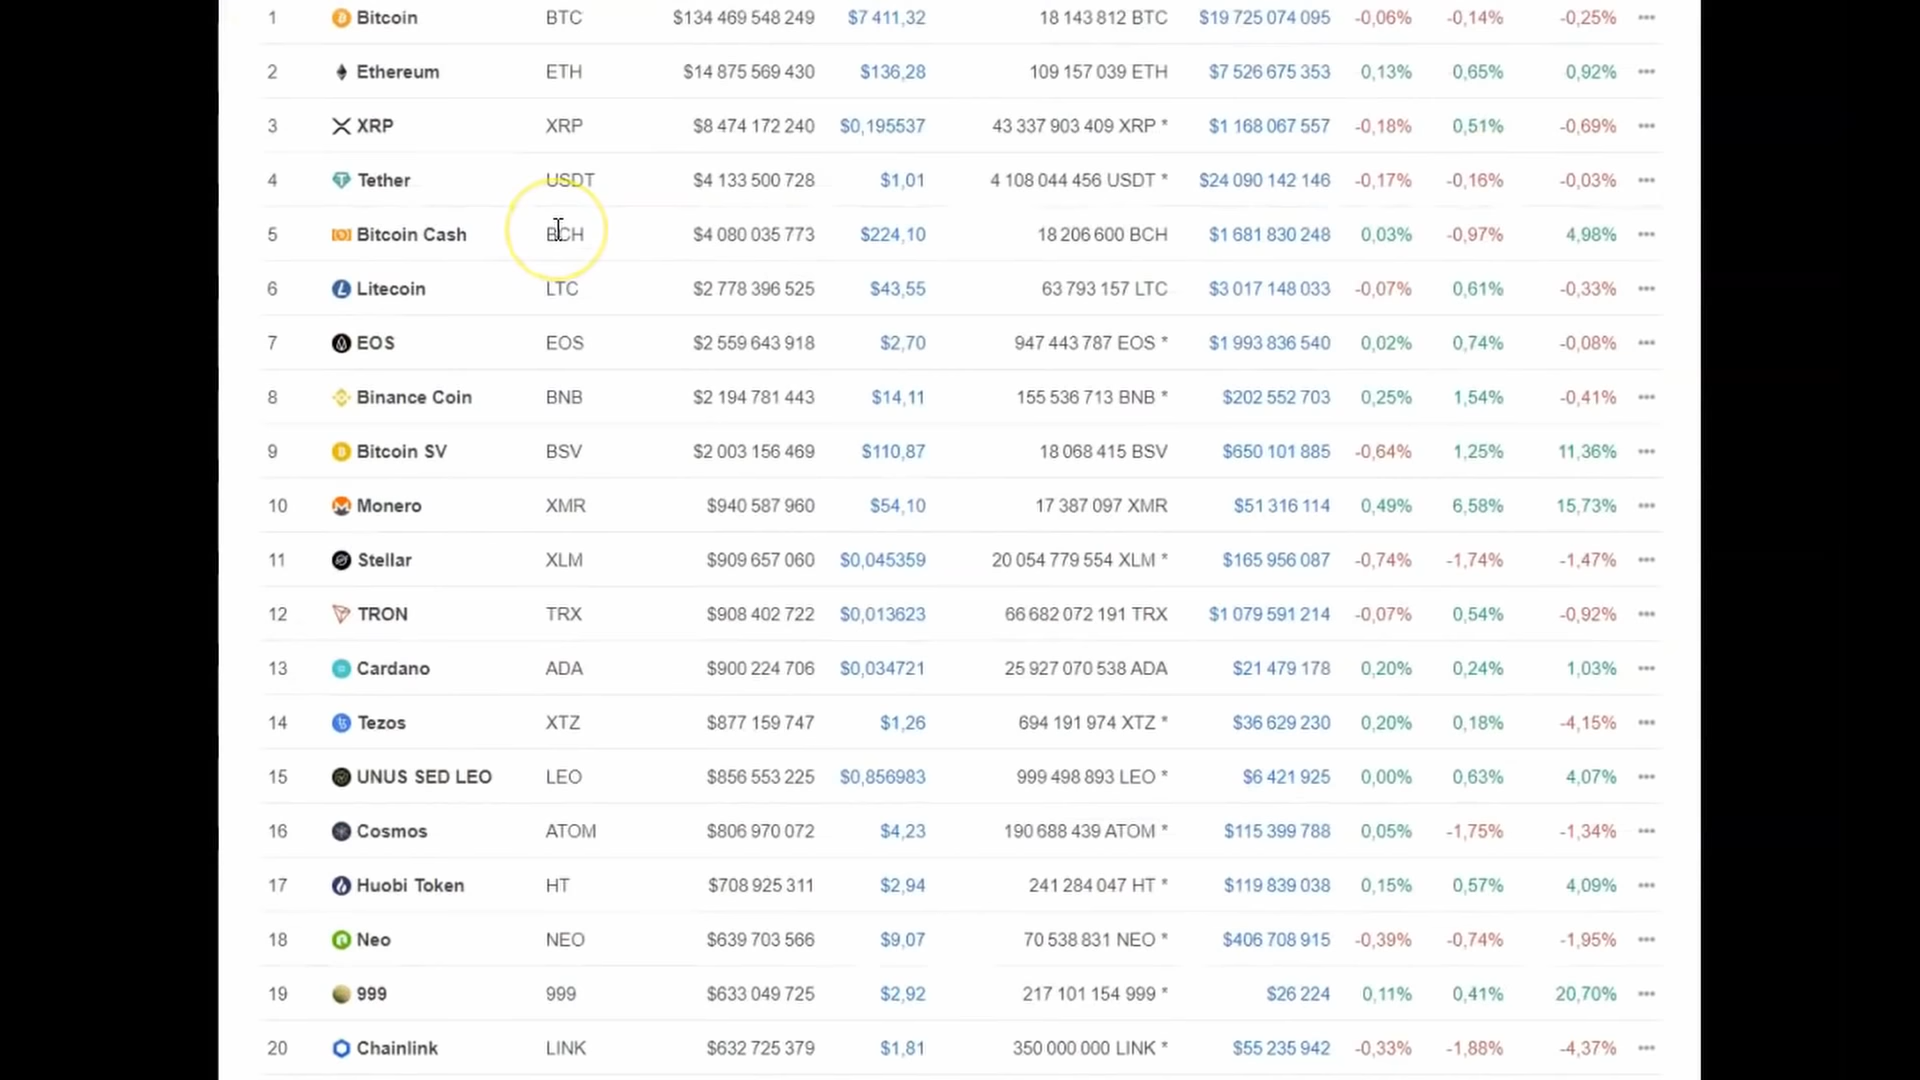 1 Bitcoin BTC $134 469 548 249 $7 411,32 18 143 812 BTC $19 725 074 095 -0,06% -0,14% -0,25%
2 Ethereum ETH $14 875 569 430 $136,28 109 157 039 ETH $7 526 675 353 0,13% 0,65% 0,92%
3 XRP XRP $8 474 172 240 $0,195537 43 337 903 409 XRP * $1 168 067 557 -0,18% 0,51% -0,69%
4 Tether USDT $4 133 500 728 $1,01 4 108 044 456 USDT * $24 090 142 146 -0,17% -0,16% -0,03%
5 Bitcoin Cash BCH $4 080 035 773 $224,10 18 206 600 BCH $1 681 830 248 0,03% -0,97% 4,98%
6 Litecoin LTC $2 778 396 525 $43,55 63 793 157 LTC $3 017 148 033 -0,07% 0,61% -0,33%
7 EOS EOS $2 559 643 918 $2,70 947 443 787 EOS * $1 993 836 540 0,02% 0,74% -0,08%
8 Binance Coin BNB $2 194 781 443 $14,11 155 536 713 BNB * $202 552 703 0,25% 1,54% -0,41%
9 Bitcoin SV BSV $2 003 156 469 $110,87 18 068 415 BSV $650 101 885 -0,64% 1,25% 11,36%
10 Monero XMR $940 587 960 $54,10 17 387 097 XMR $51 316 114 0,49% 6,58% 15,73%
11 Stellar XLM $909 657 060 $0,045359 20 054 779 554 XLM * $165 956 087 -0,74% -1,74% -1,47%
12 TRON TRX $908 402 722 $0,013623 66 682 072 191 TRX $1 079 591 214 -0,07% 0,54% -0,92%
13 Cardano ADA $900 224 706 $0,034721 25 927 070 538 ADA $21 479 178 0,20% 0,24% 1,03%
14 Tezos XTZ $877 159 747 $1,26 694 191 974 XTZ * $36 629 230 0,20% 0,18% -4,15%
15 UNUS SED LEO LEO $856 553 225 $0,856983 999 498 893 LEO * $6 421 925 0,00% 0,63% 4,07%
16 Cosmos ATOM $806 970 072 $4,23 190 688 439 ATOM * $115 399 788 0,05% -1,75% -1,34%
17 Huobi Token HT $708 925 311 $2,94 241 284 047 HT * $119 839 038 0,15% 0,57% 4,09%
18 Neo NEO $639 703 566 $9,07 70 538 831 NEO * $406 708 915 -0,39% -0,74% -1,95%
19 999 999 $633 049 725 $2,92 217 101 154 999 * $26 224 0,11% 0,41% 20,70%
20 Chainlink LINK $632 725 379 $1,81 350 000 000 LINK * $55 235 942 -0,33% -1,88% -4,37%